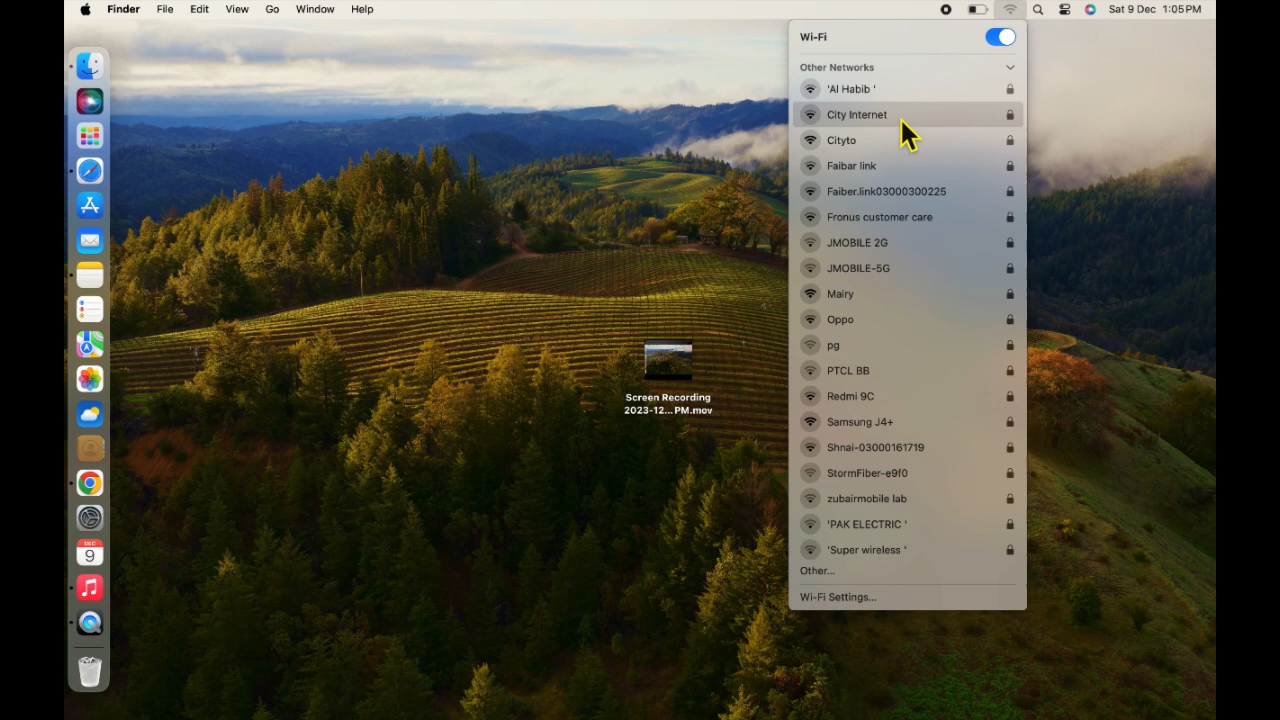 Finder File Edit View Go Window Help Sat 9 Dec 1:05 PM
Wi-Fi
Other Networks
'Al Habib '
City Internet
Cityto
Faibar link
Faiber.link03000300225
Fronus customer care
JMOBILE 2G
JMOBILE-5G
Mairy
Oppo
pg
PTCL BB
Redmi 9C
Samsung J4+
Shnai-03000161719
StormFiber-e9f0
zubairmobile lab
'PAK ELECTRIC '
'Super wireless '
Other...
Wi-Fi Settings...
Screen Recording
2023-12... PM.mov
DEC
9